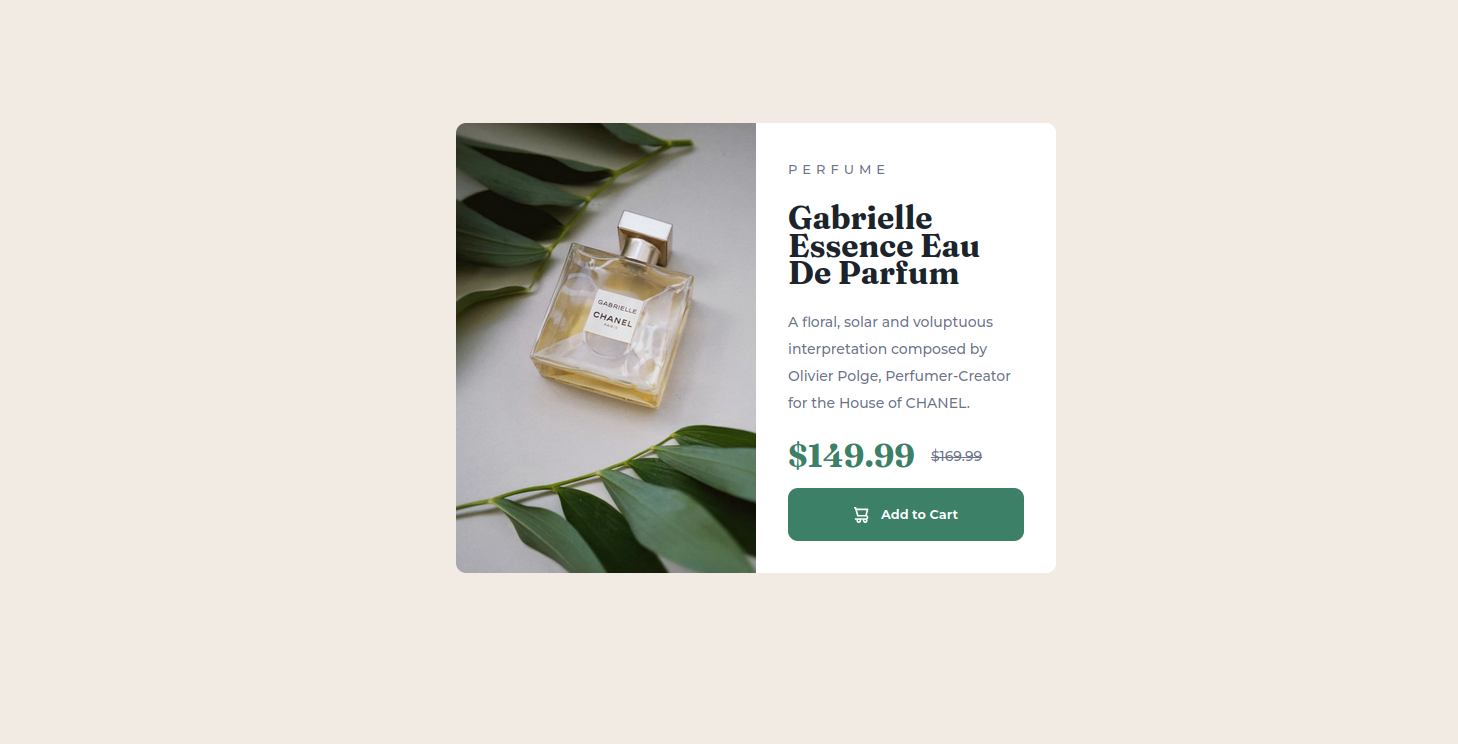 PERFUME
Gabrielle
Essence Eau
De Parfum
A floral, solar and voluptuous
interpretation composed by
Olivier Polge, Perfumer-Creator
for the House of CHANEL.
$149.99 $169.99
Add to Cart
GABRIELLE
CHANEL
PARIS